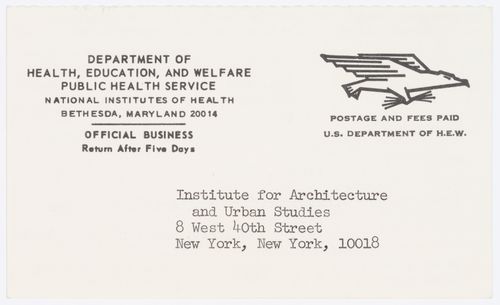 DEPARTMENT OF
HEALTH, EDUCATION, AND WELFARE
PUBLIC HEALTH SERVICE
NATIONAL INSTITUTES OF HEALTH
BETHESDA, MARYLAND 20014
OFFICIAL BUSINESS
Return After Five Days
POSTAGE AND FEES PAID
U.S. DEPARTMENT OF H.E.W.
Institute for Architecture
and Urban Studies
8 West 40th Street
New York, New York, 10018